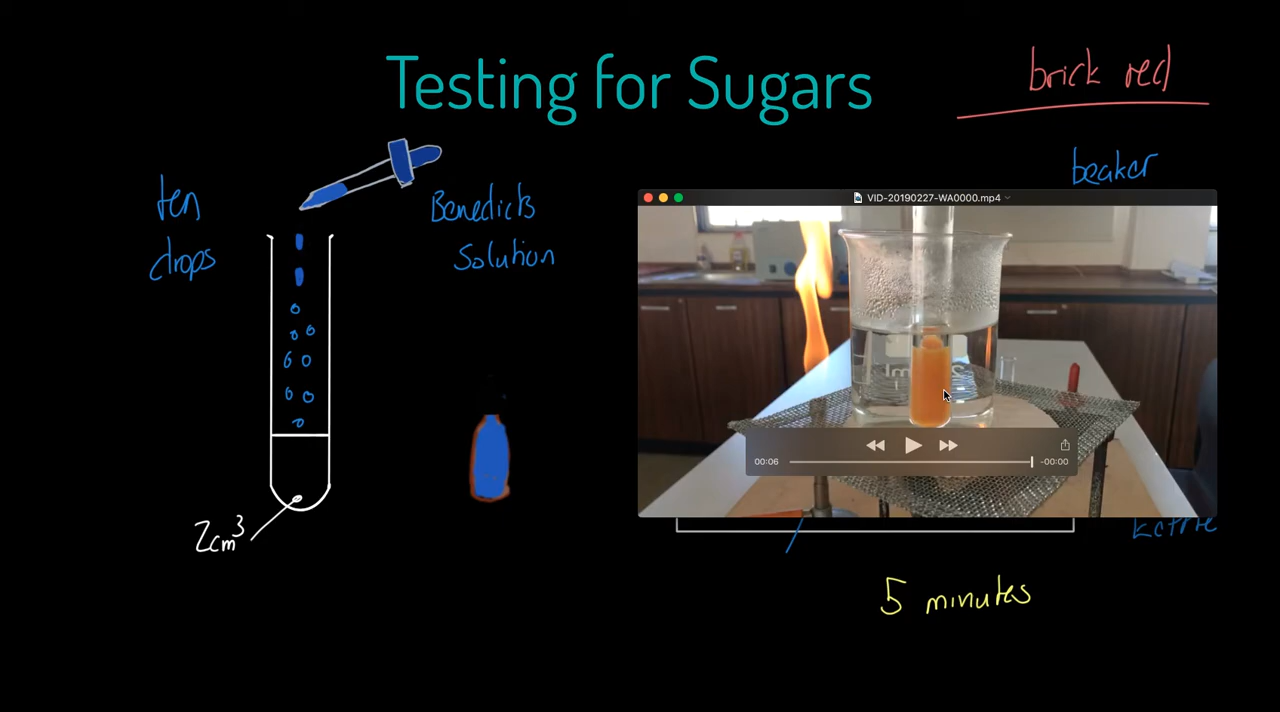 Testing for Sugars
brick red
beaker
ten
drops
Benedicts
Solution
VID-20190227-WA0000.mp4
00:06
-00:00
2cm³
5 minutes